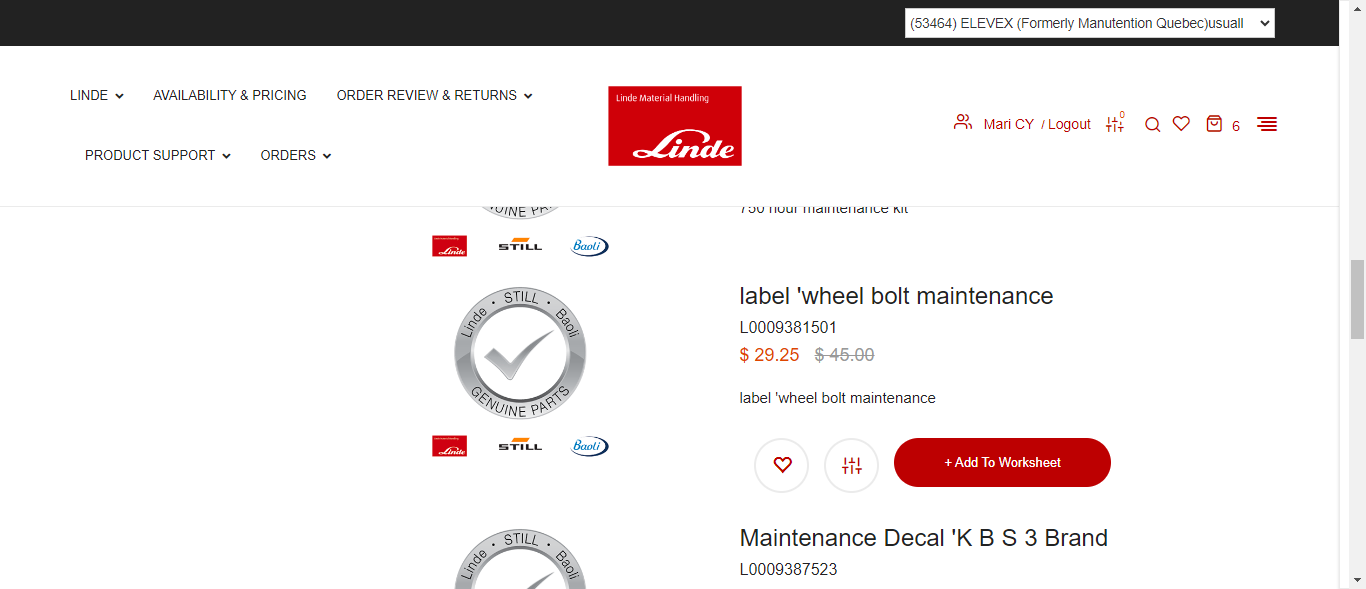 (53464) ELEVEX (Formerly Manutention Quebec)usuall
LINDE
AVAILABILITY & PRICING
ORDER REVIEW & RETURNS
PRODUCT SUPPORT
ORDERS
Linde Material Handling
Linde
Mari CY / Logout
0
6
GENUINE PARTS
750 hour maintenance kit
Linde
STILL
Baoli
Linde · STILL · Baoli
GENUINE PARTS
label 'wheel bolt maintenance
L0009381501
$ 29.25 $ 45.00
label 'wheel bolt maintenance
+ Add To Worksheet
Linde
STILL
Baoli
Linde · STILL · Baoli
Maintenance Decal 'K B S 3 Brand
L0009387523